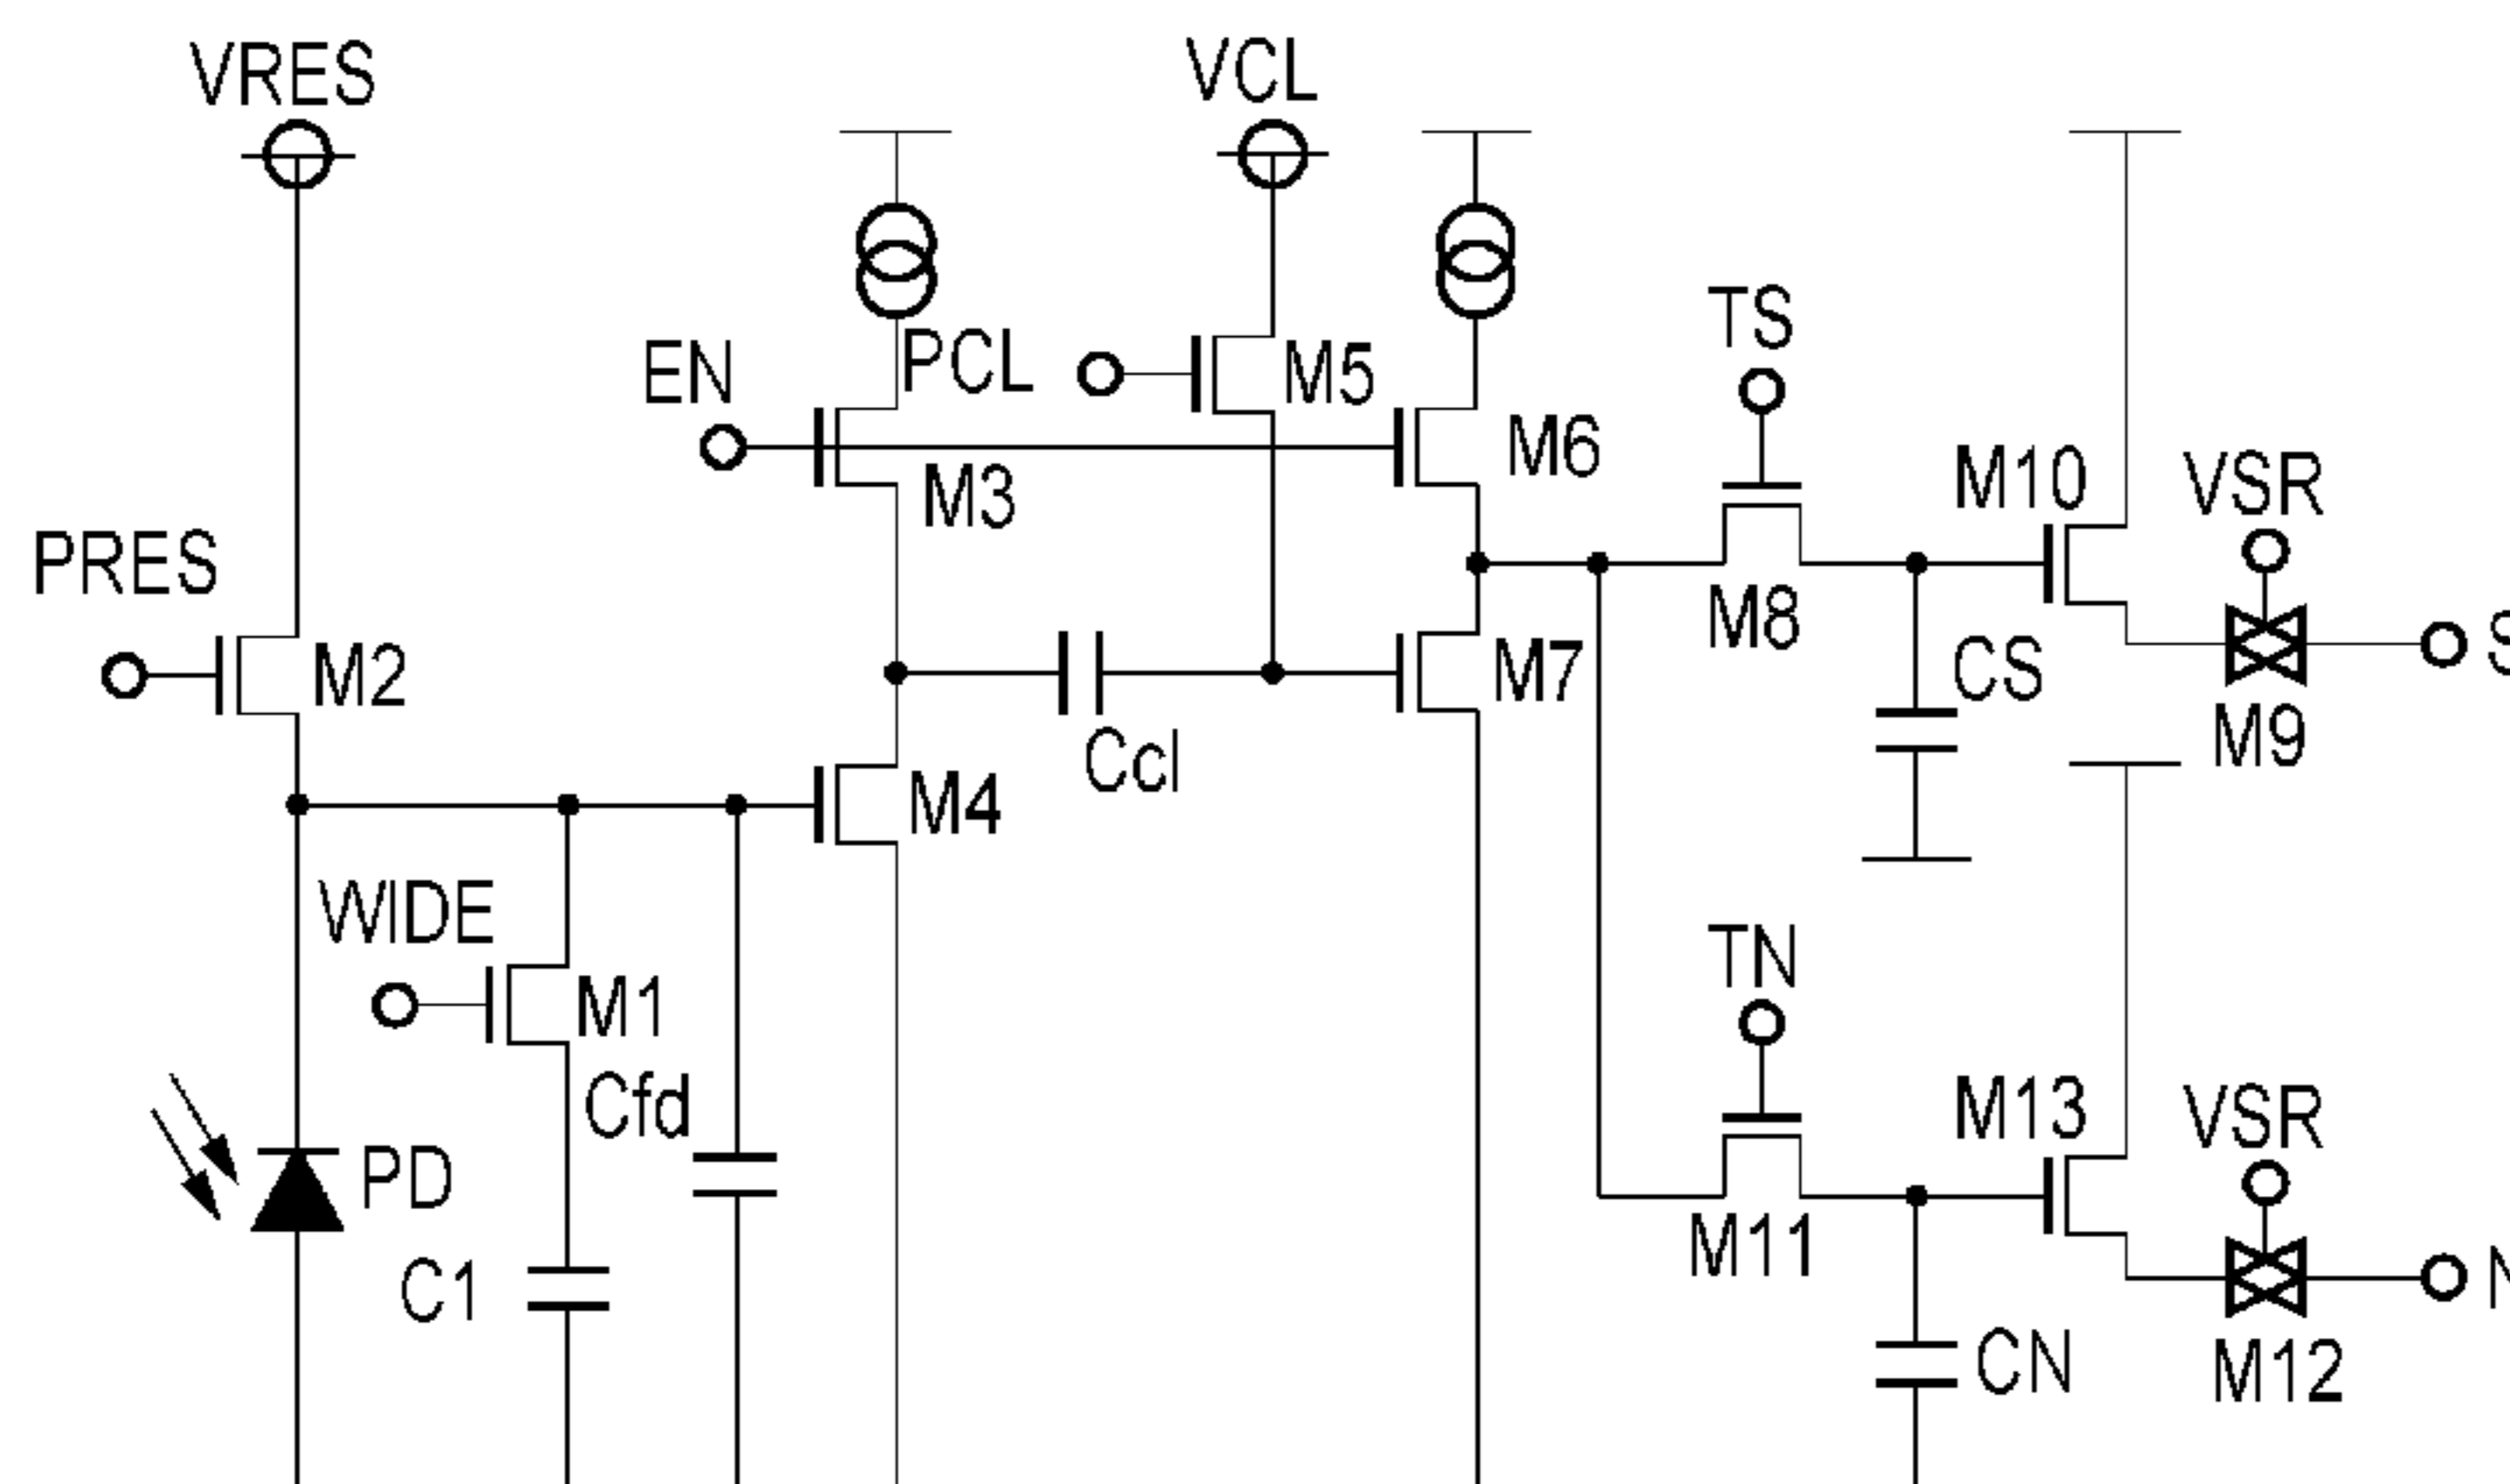 VRES
VCL
TS
EN
PCL
M5
M6
M3
M10
VSR
PRES
M8
M2
M7
CS
M9
Ccl
M4
WIDE
TN
M1
Cfd
M13
VSR
PD
M11
C1
CN
M12